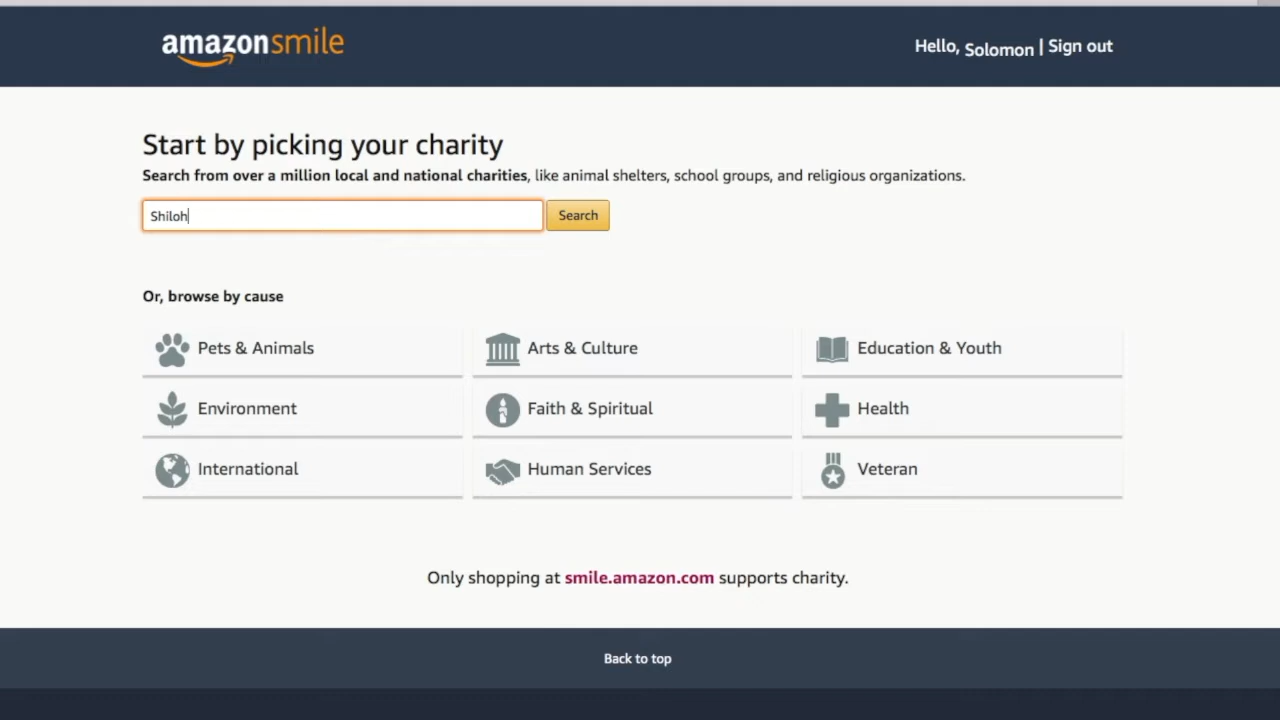 amazonsmile
Hello, Solomon | Sign out
Start by picking your charity
Search from over a million local and national charities, like animal shelters, school groups, and religious organizations.
Shiloh
Search
Or, browse by cause
Pets & Animals
Arts & Culture
Education & Youth
Environment
Faith & Spiritual
Health
International
Human Services
Veteran
Only shopping at smile.amazon.com supports charity.
Back to top